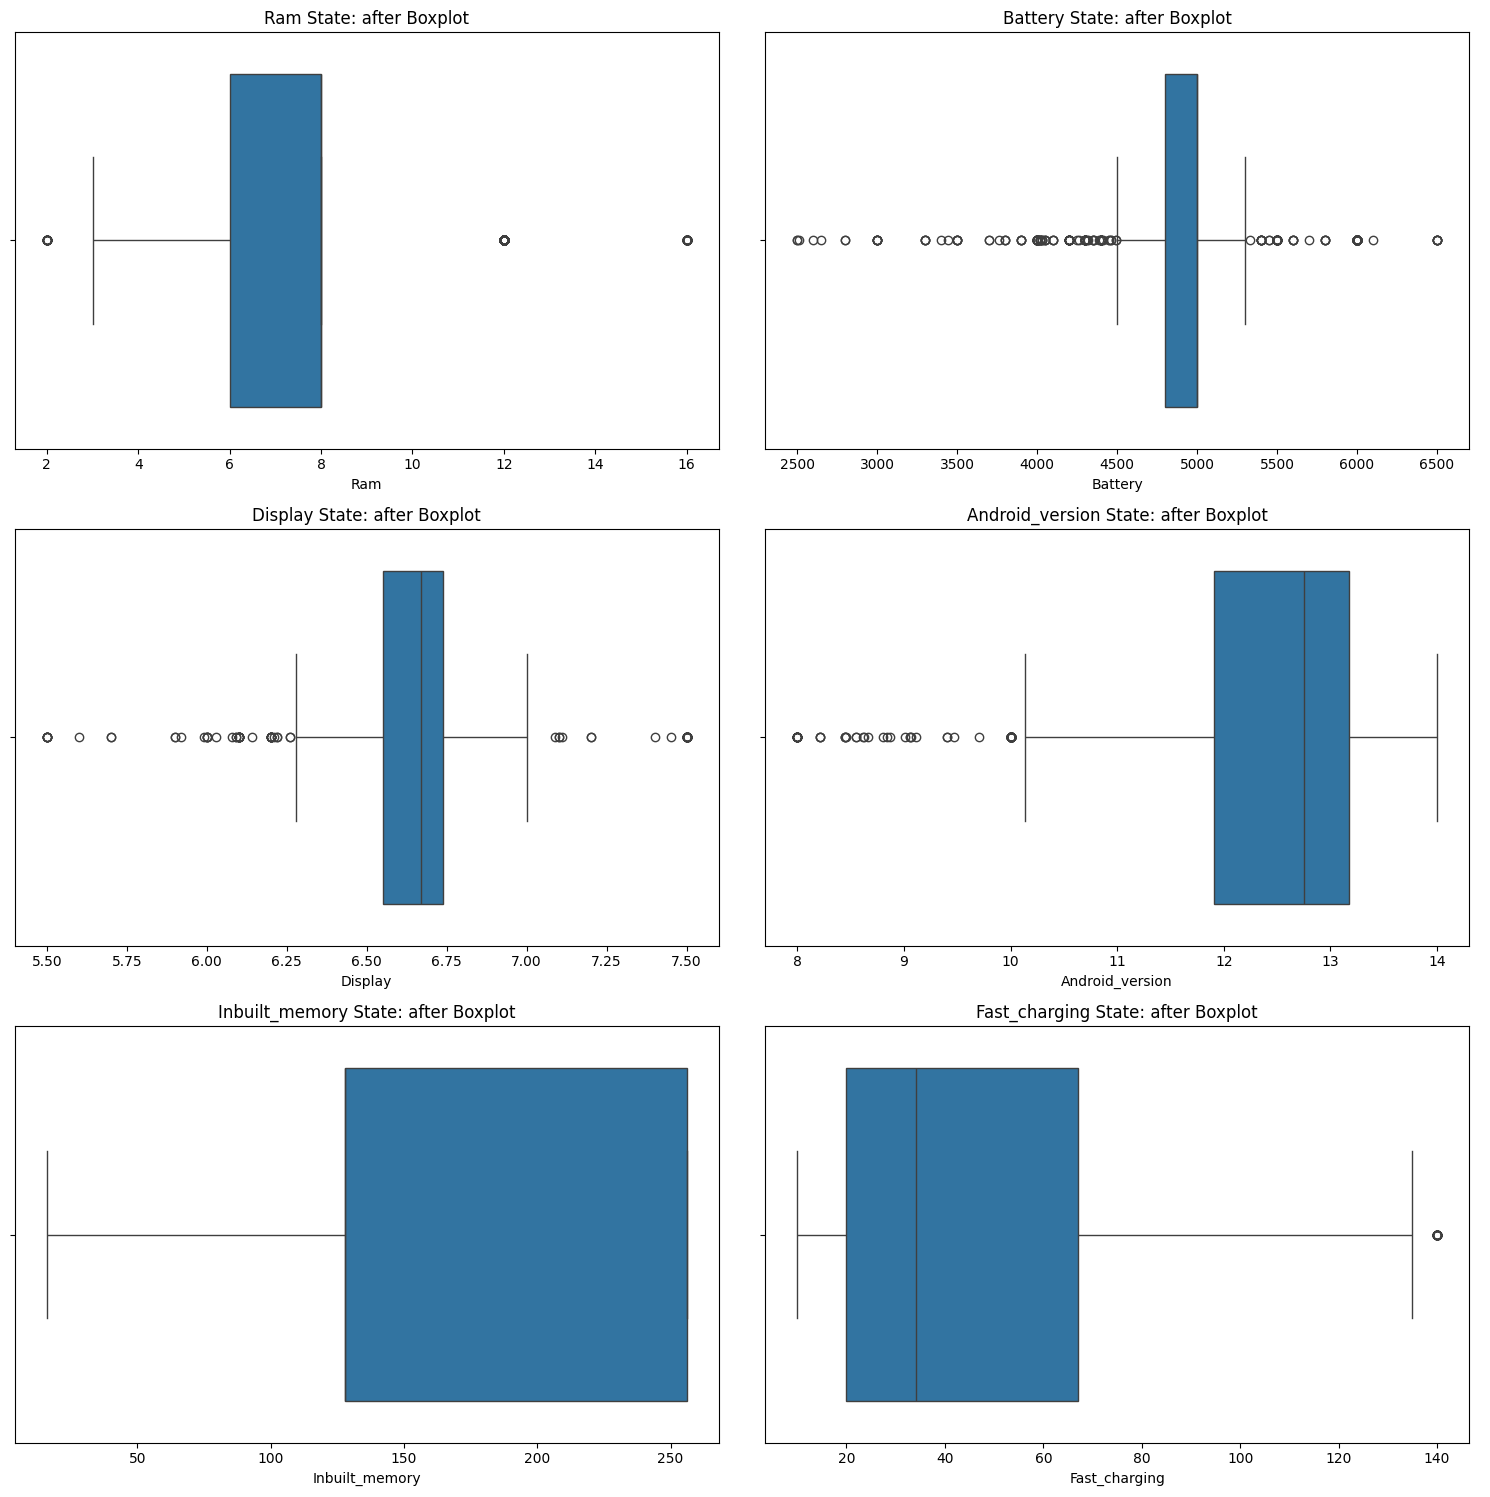 Ram State: after Boxplot
2 4 6 8 10 12 14 16
Ram
Battery State: after Boxplot
2500 3000 3500 4000 4500 5000 5500 6000 6500
Battery
Display State: after Boxplot
5.50 5.75 6.00 6.25 6.50 6.75 7.00 7.25 7.50
Display
Android_version State: after Boxplot
8 9 10 11 12 13 14
Android_version
Inbuilt_memory State: after Boxplot
50 100 150 200 250
Inbuilt_memory
Fast_charging State: after Boxplot
20 40 60 80 100 120 140
Fast_charging